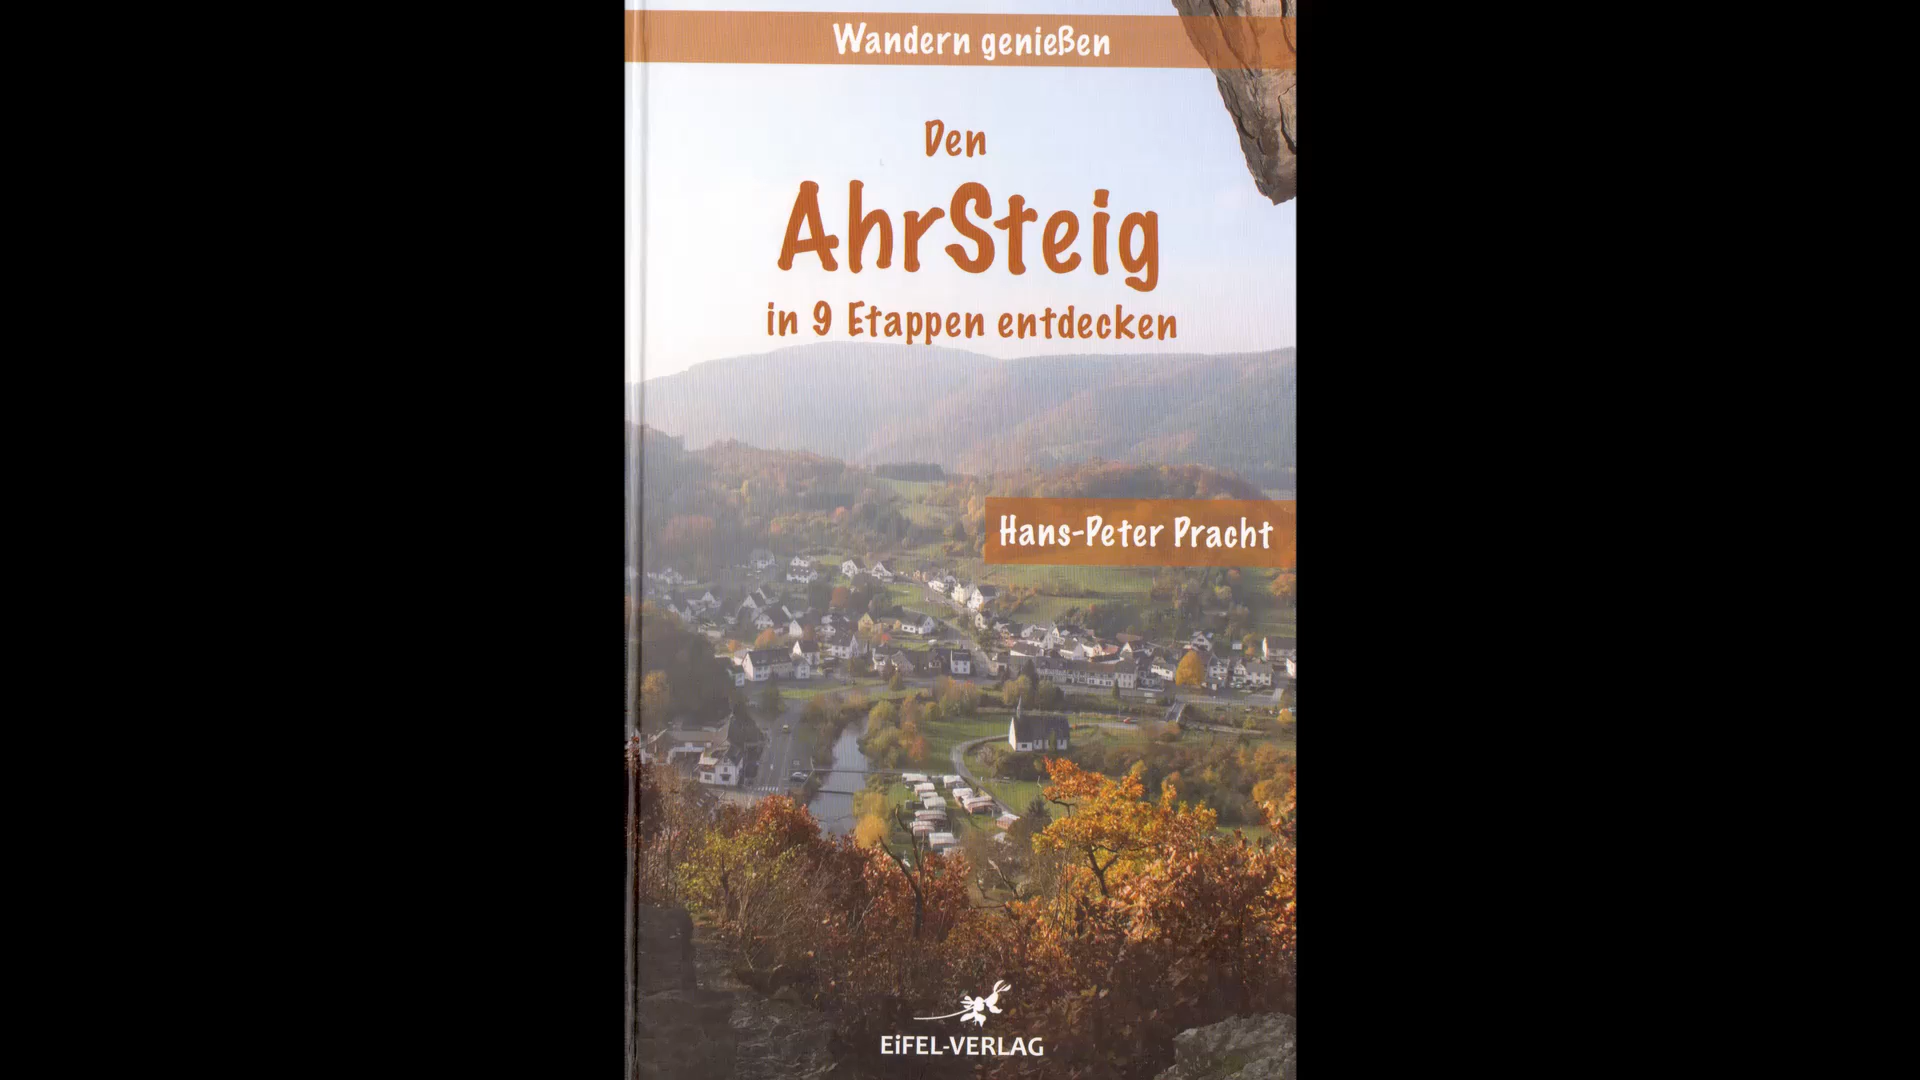 Wandern genießen
Den
AhrSteig
in 9 Etappen entdecken
Hans-Peter Pracht
EiFEL-VERLAG